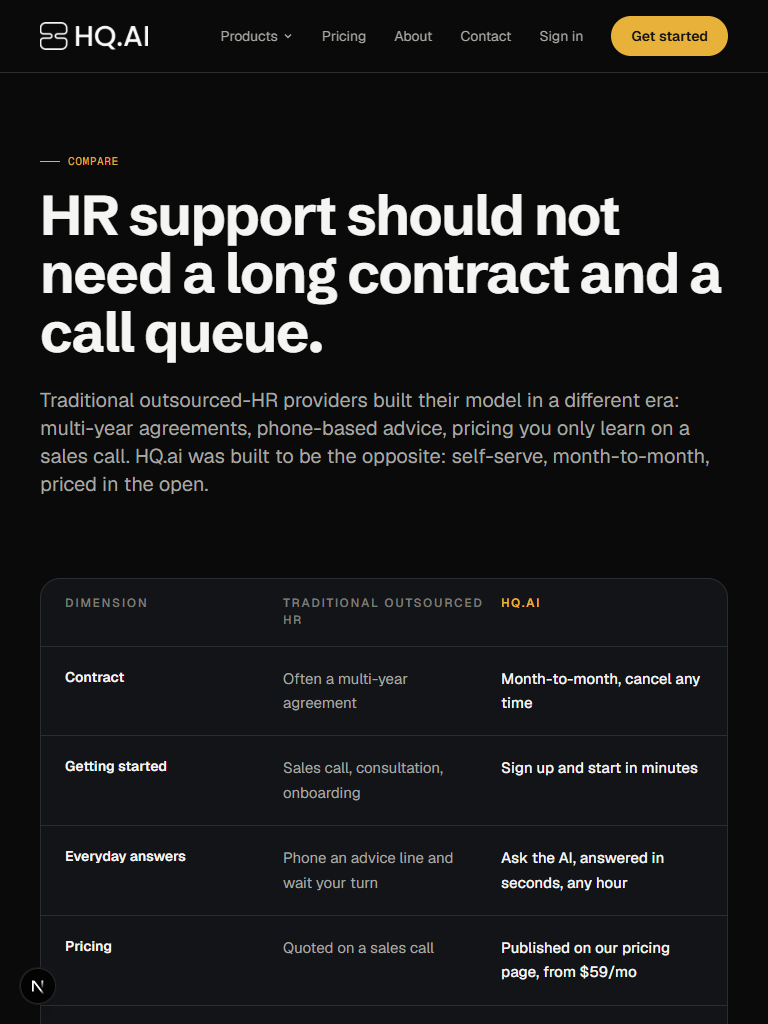 HQ.AI
Products
Pricing
About
Contact
Sign in
Get started
COMPARE
HR support should not
need a long contract and a
call queue.
Traditional outsourced-HR providers built their model in a different era:
multi-year agreements, phone-based advice, pricing you only learn on a
sales call. HQ.ai was built to be the opposite: self-serve, month-to-month,
priced in the open.
DIMENSION
TRADITIONAL OUTSOURCED
HR
HQ.AI
Contract
Often a multi-year
agreement
Month-to-month, cancel any
time
Getting started
Sales call, consultation,
onboarding
Sign up and start in minutes
Everyday answers
Phone an advice line and
wait your turn
Ask the AI, answered in
seconds, any hour
Pricing
Quoted on a sales call
Published on our pricing
page, from $59/mo
N